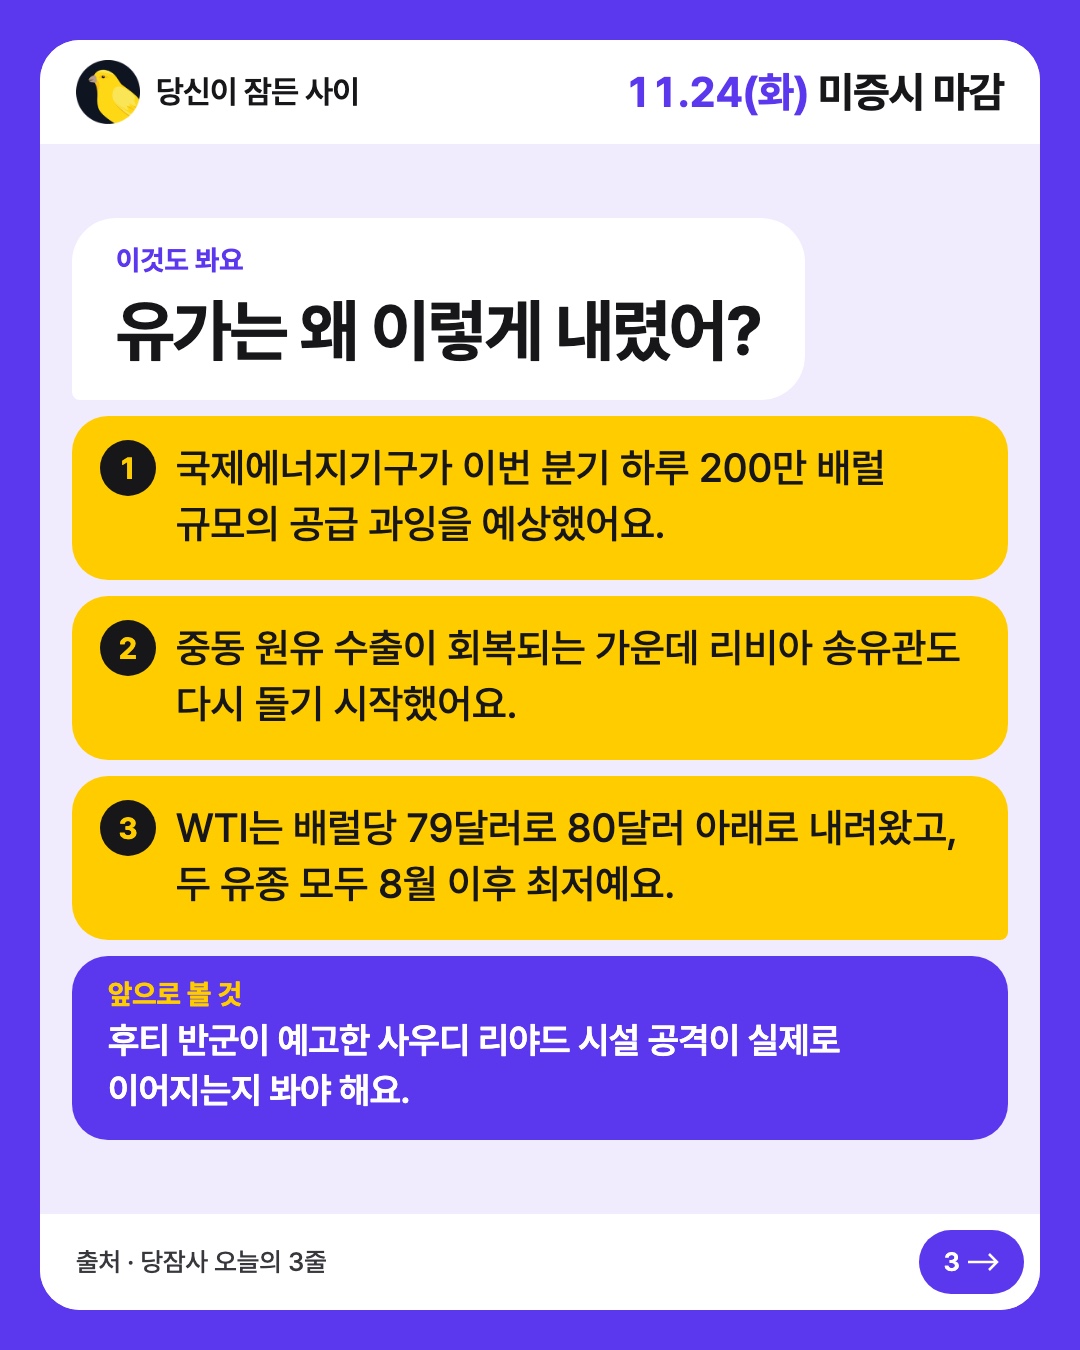 당신이 잠든 사이
11.24(화) 미증시 마감
이것도 봐요
유가는 왜 이렇게 내렸어?
1 국제에너지기구가 이번 분기 하루 200만 배럴
규모의 공급 과잉을 예상했어요.
2 중동 원유 수출이 회복되는 가운데 리비아 송유관도
다시 돌기 시작했어요.
3 WTI는 배럴당 79달러로 80달러 아래로 내려왔고,
두 유종 모두 8월 이후 최저예요.
앞으로 볼 것
후티 반군이 예고한 사우디 리야드 시설 공격이 실제로
이어지는지 봐야 해요.
출처 · 당잠사 오늘의 3줄
3 →